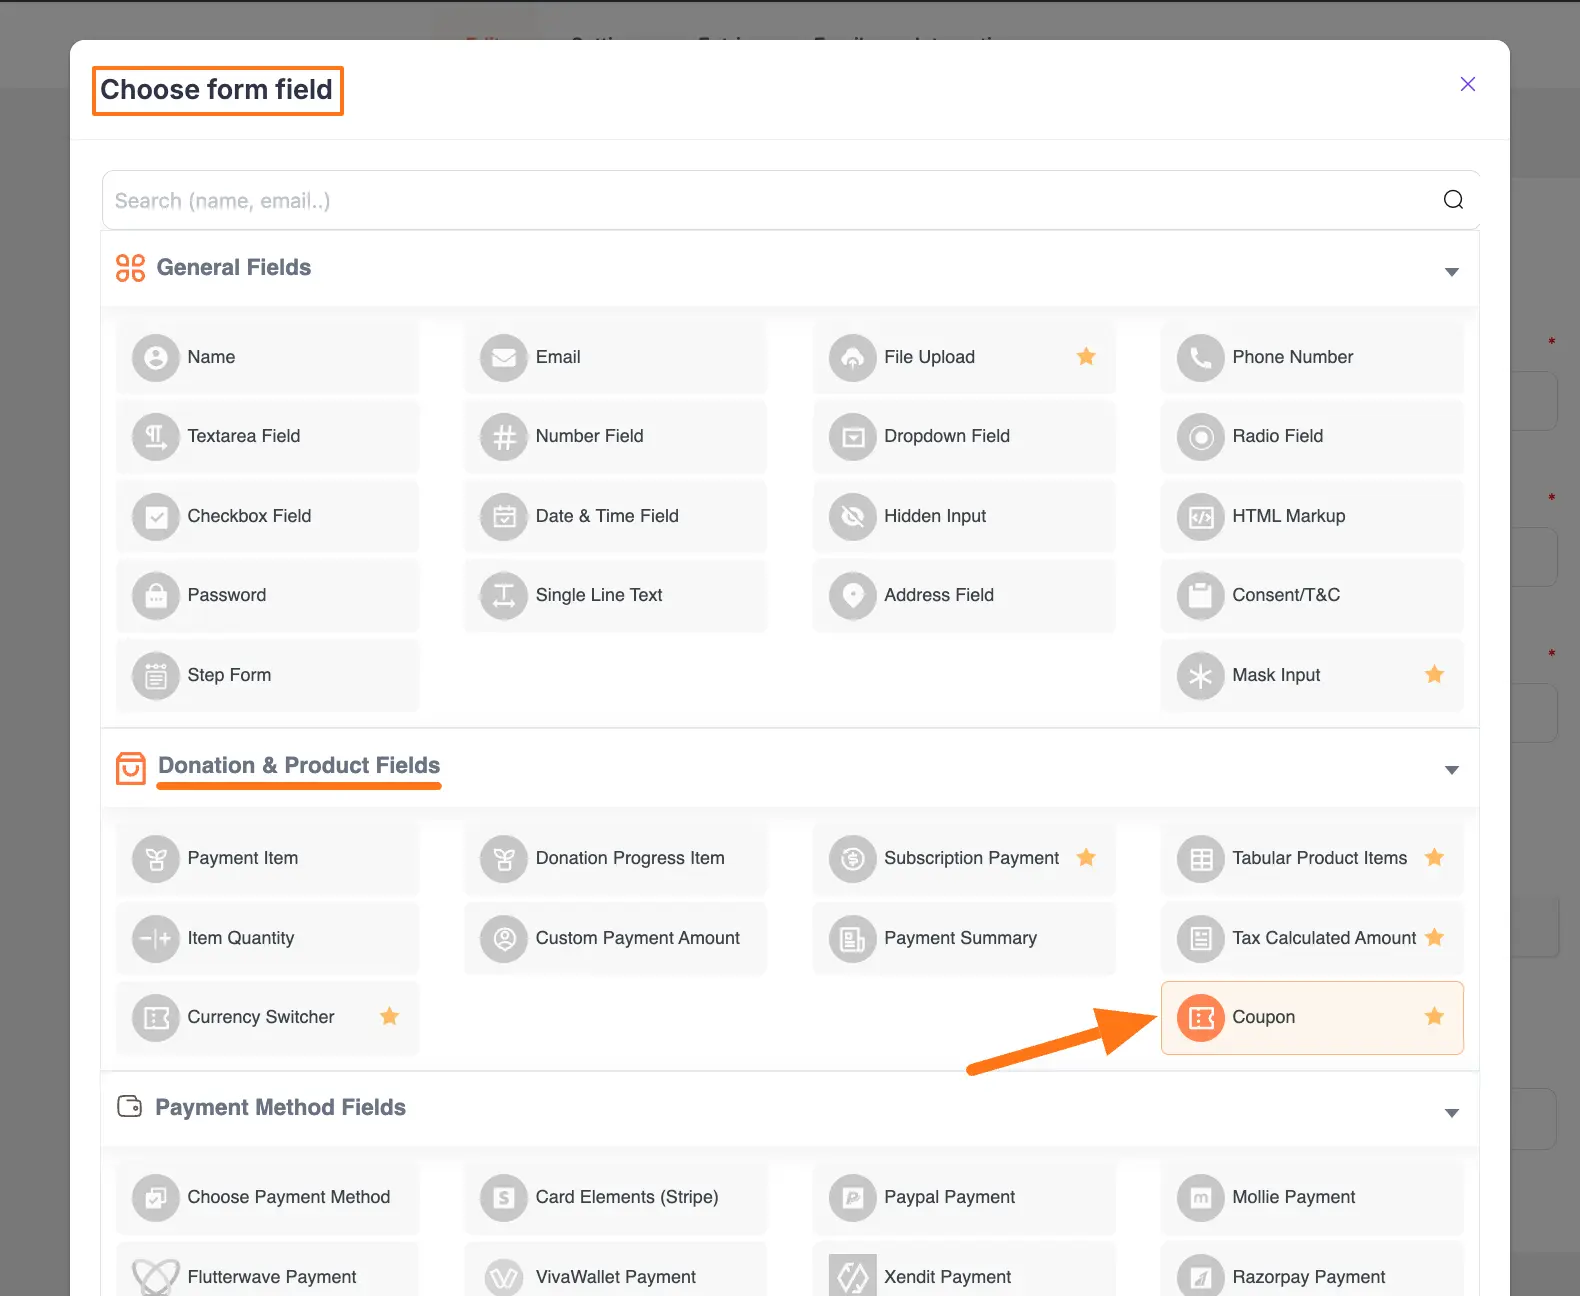 Choose form field
Search (name, email..)
General Fields
Name
Email
File Upload
Phone Number
Textarea Field
Number Field
Dropdown Field
Radio Field
Checkbox Field
Date & Time Field
Hidden Input
HTML Markup
Password
Single Line Text
Address Field
Consent/T&C
Step Form
Mask Input
Donation & Product Fields
Payment Item
Donation Progress Item
Subscription Payment
Tabular Product Items
Item Quantity
Custom Payment Amount
Payment Summary
Tax Calculated Amount
Currency Switcher
Coupon
Payment Method Fields
Choose Payment Method
Card Elements (Stripe)
Paypal Payment
Mollie Payment
Flutterwave Payment
VivaWallet Payment
Xendit Payment
Razorpay Payment